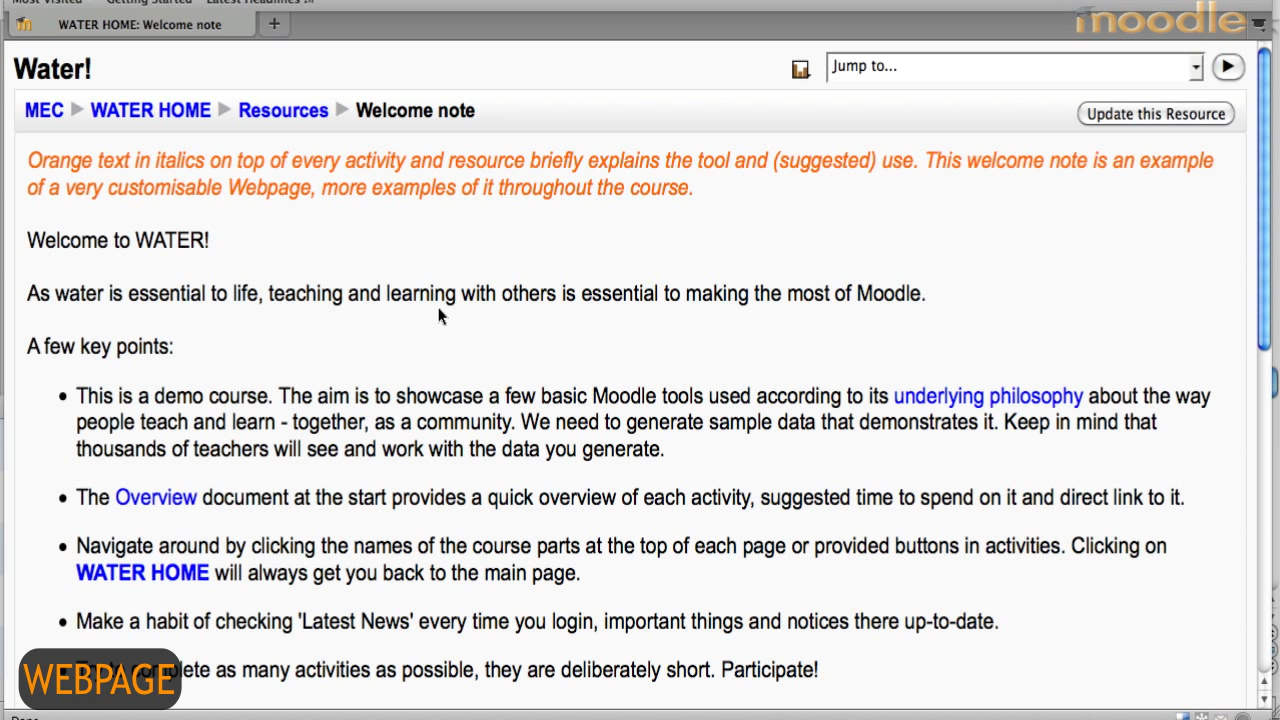 Most Visited Getting Started Latest Headlines
WATER HOME: Welcome note +
moodle
Water!
Jump to...
MEC WATER HOME Resources Welcome note
Update this Resource
Orange text in italics on top of every activity and resource briefly explains the tool and (suggested) use. This welcome note is an example
of a very customisable Webpage, more examples of it throughout the course.
Welcome to WATER!
As water is essential to life, teaching and learning with others is essential to making the most of Moodle.
A few key points:
• This is a demo course. The aim is to showcase a few basic Moodle tools used according to its underlying philosophy about the way
people teach and learn - together, as a community. We need to generate sample data that demonstrates it. Keep in mind that
thousands of teachers will see and work with the data you generate.
• The Overview document at the start provides a quick overview of each activity, suggested time to spend on it and direct link to it.
• Navigate around by clicking the names of the course parts at the top of each page or provided buttons in activities. Clicking on
WATER HOME will always get you back to the main page.
• Make a habit of checking 'Latest News' every time you login, important things and notices there up-to-date.
Try to complete as many activities as possible, they are deliberately short. Participate!
WEBPAGE